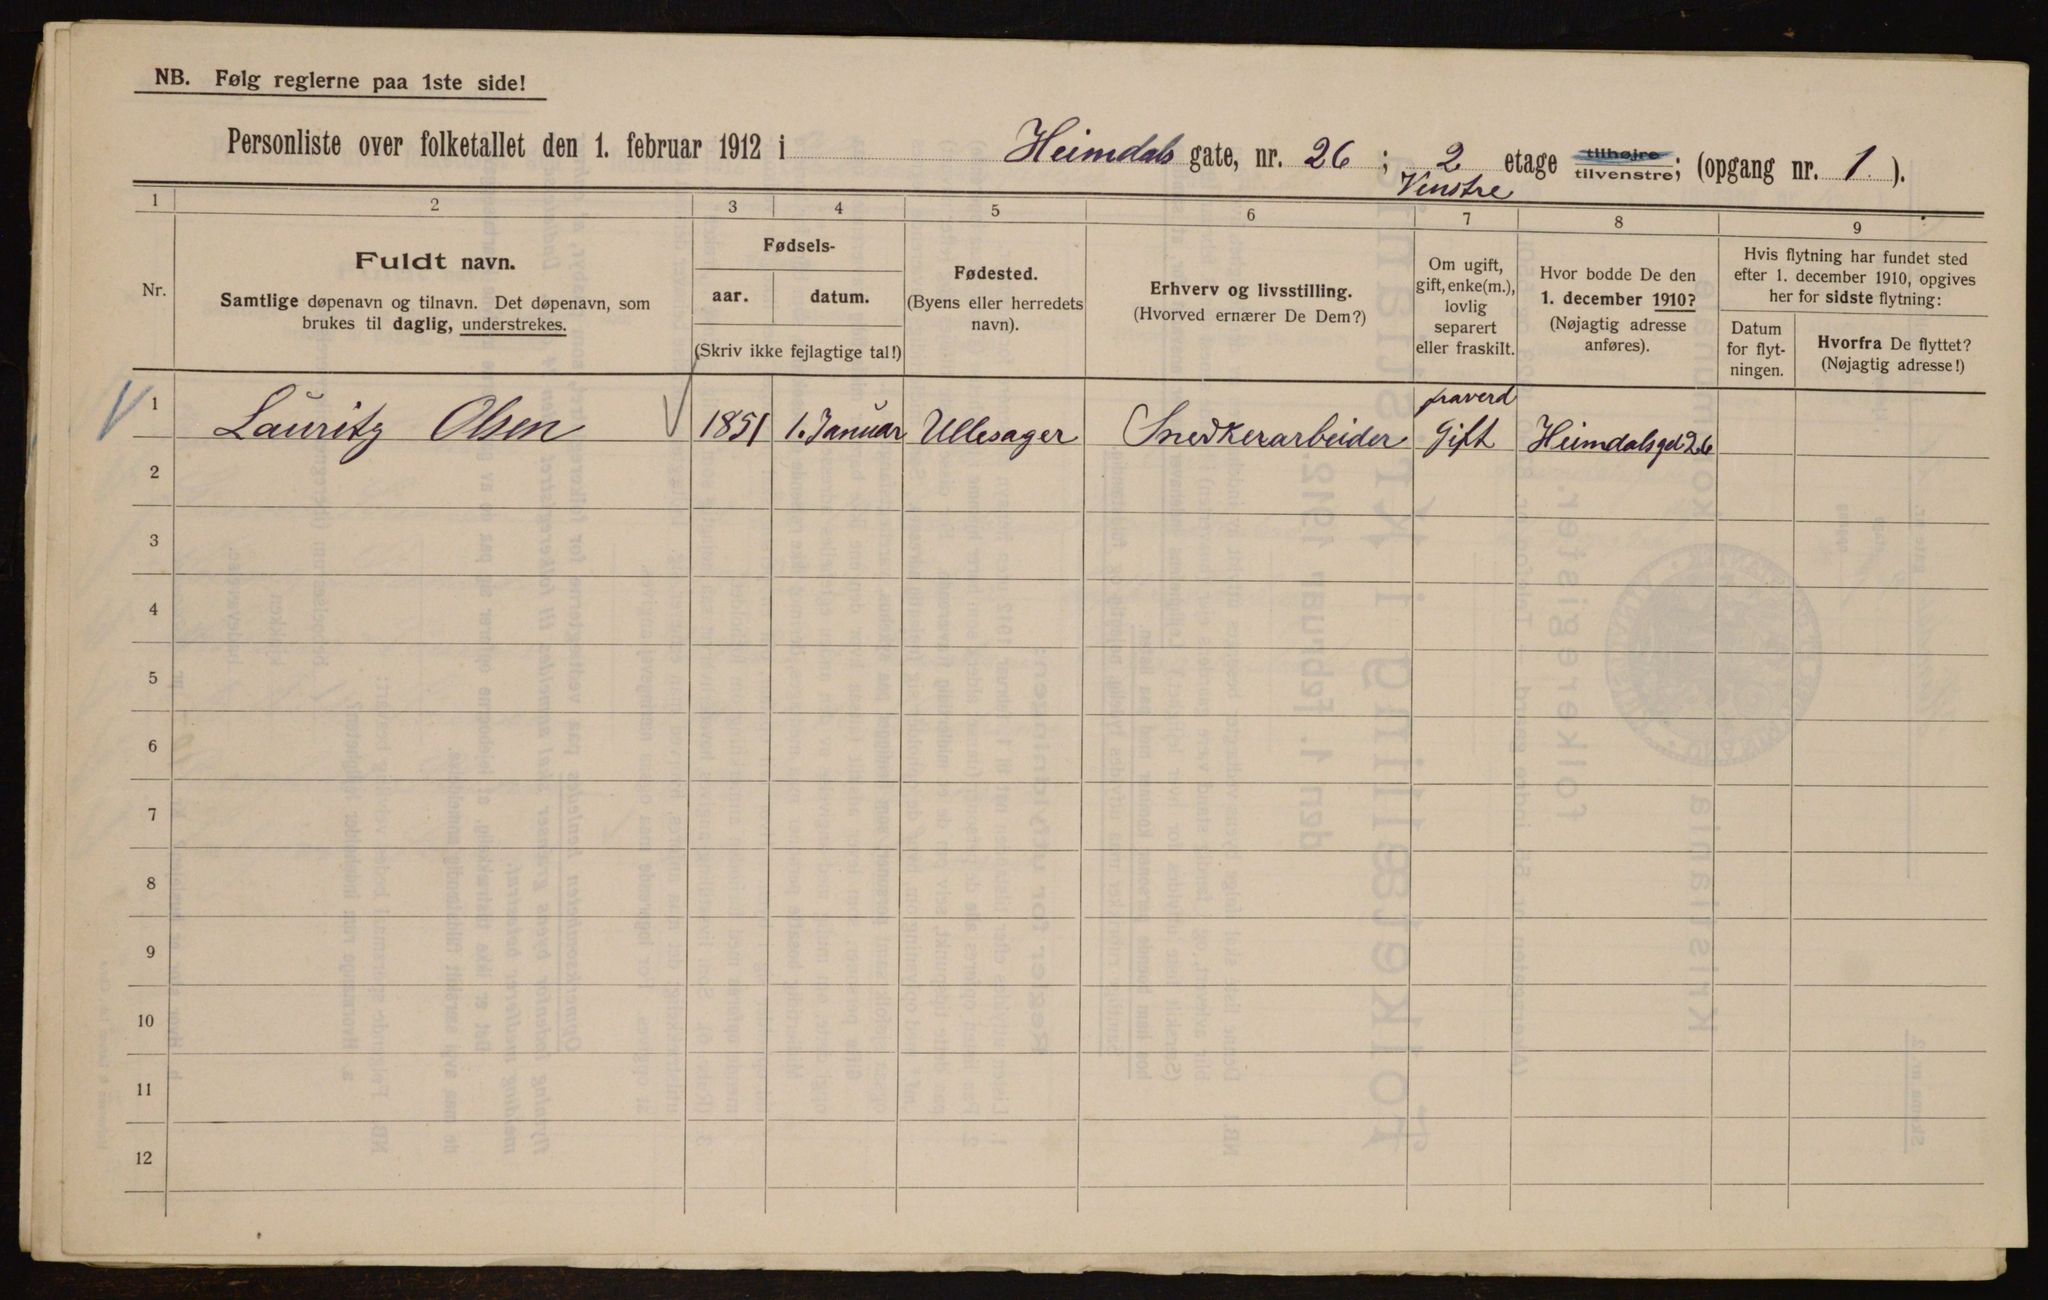 NB. Følg reglerne paa 1ste side!
Personliste over folketallet den 1. februar 1912 i Heimdals gate, nr. 26 ; 2 etage tilhøjre tilvenstre; (opgang nr. 1 ).
Venstre
1 2 3 4 5 6 7 8 9
Nr.
Fuldt navn.
Samtlige døpenavn og tilnavn. Det døpenavn, som
brukes til daglig, understrekes.
Fødsels-
aar. datum.
(Skriv ikke fejlagtige tal!)
Fødested.
(Byens eller herredets
navn).
Erhverv og livsstilling.
(Hvorved ernærer De Dem?)
Om ugift,
gift, enke(m.),
lovlig
separert
eller fraskilt.
Hvor bodde De den
1. december 1910?
(Nøjagtig adresse
anføres).
Hvis flytning har fundet sted
efter 1. december 1910, opgives
her for sidste flytning:
Datum
for flyt-
ningen.
Hvorfra De flyttet?
(Nøjagtig adresse!)
1 Lauritz Olsen 1851 1. Januar Ullesager Snedkerarbeider Gift Heimdalsgd 26
2
3
4
5
6
7
8
9
10
11
12